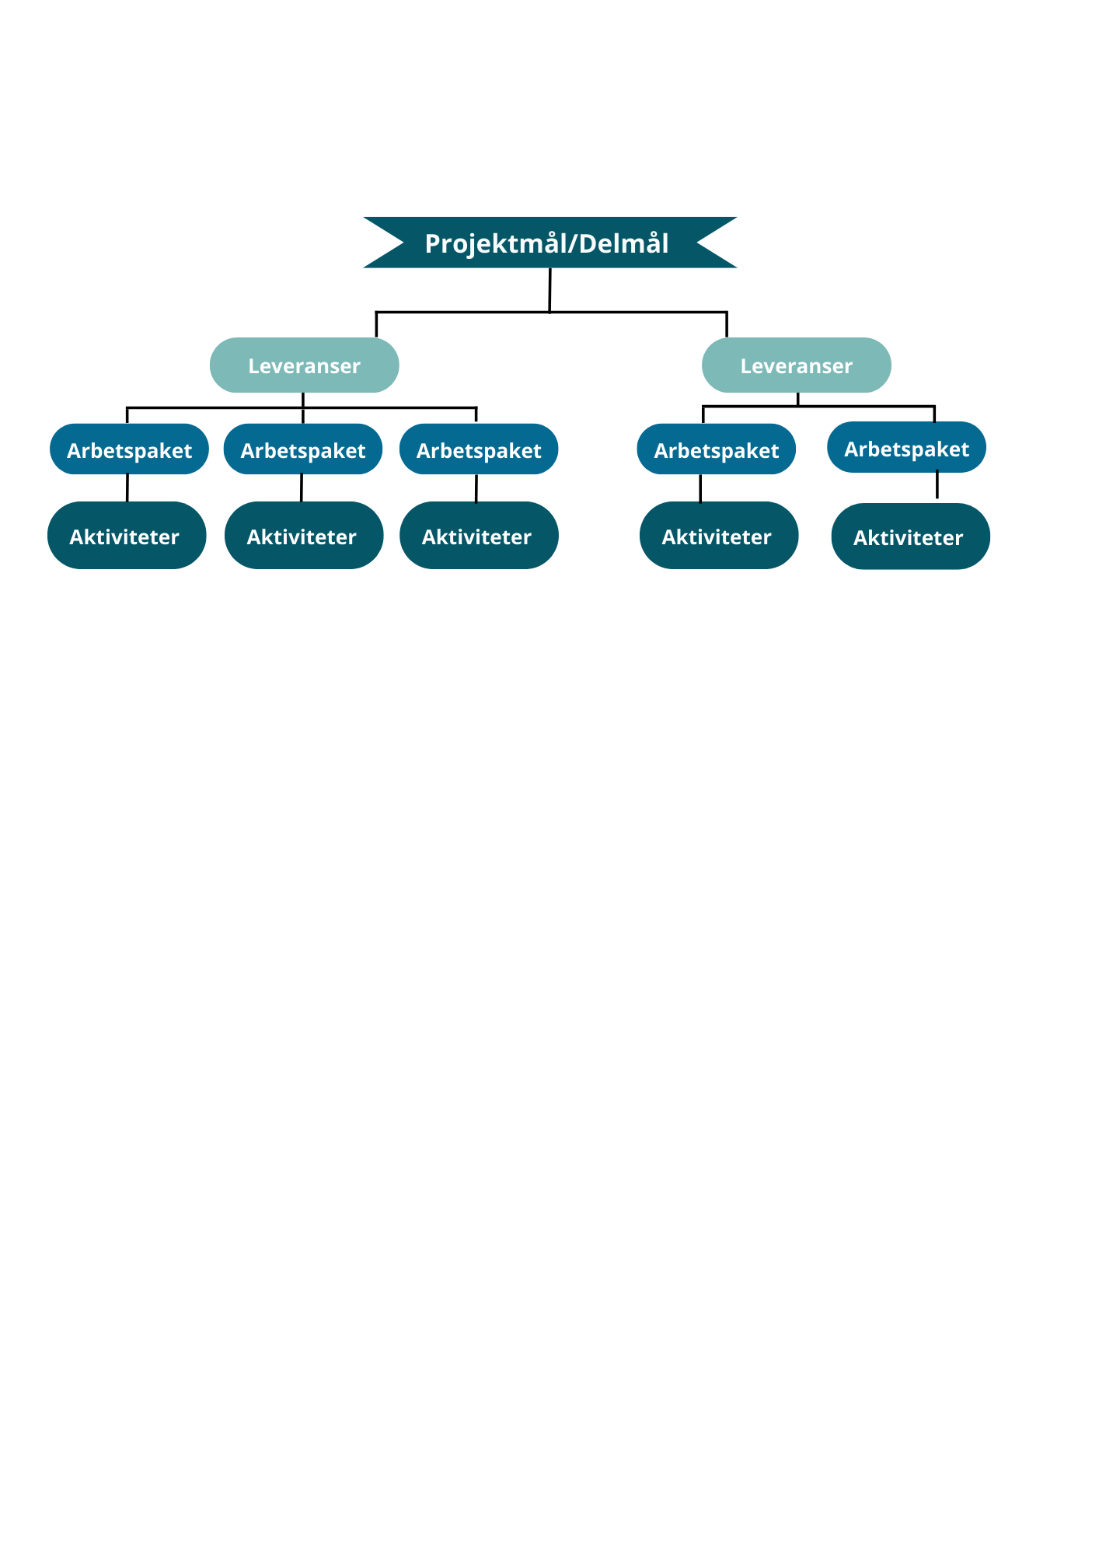 Projektmål/Delmål
Leveranser
Leveranser
Arbetspaket
Arbetspaket
Arbetspaket
Arbetspaket
Arbetspaket
Aktiviteter
Aktiviteter
Aktiviteter
Aktiviteter
Aktiviteter